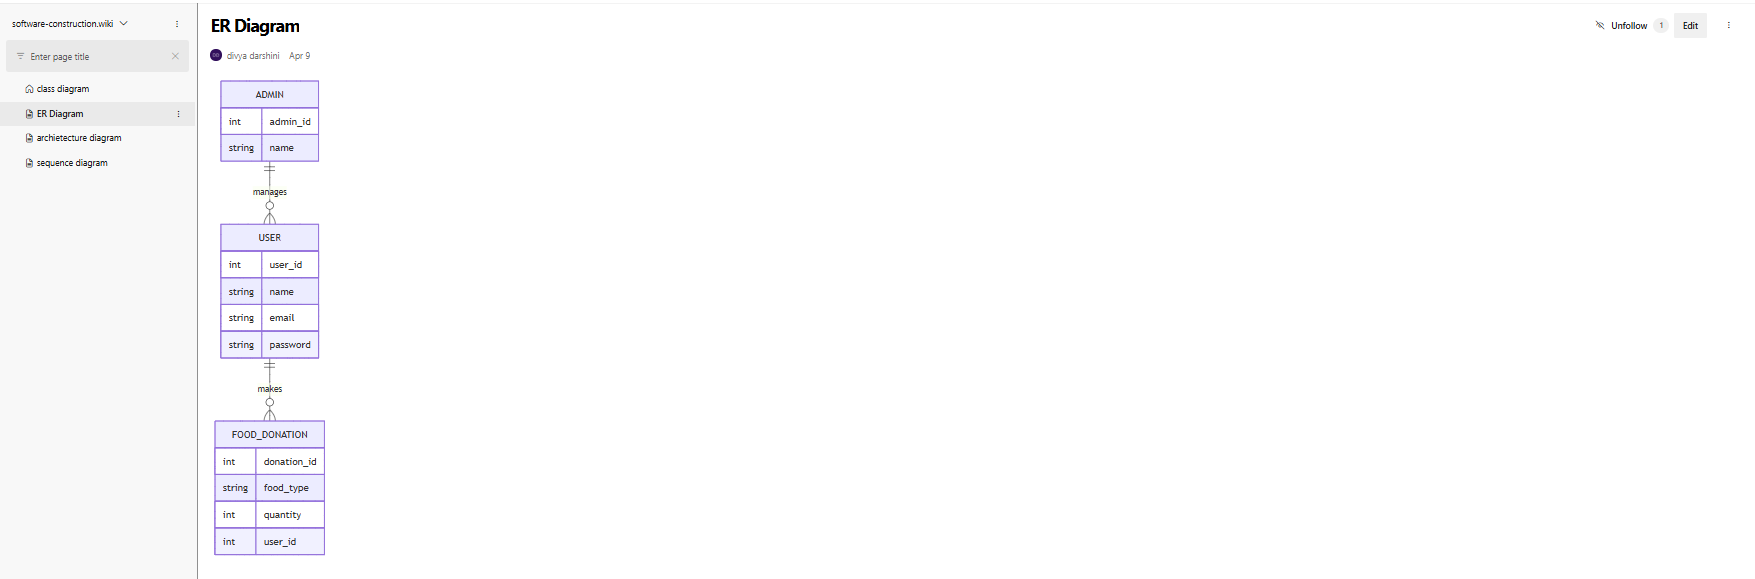 software-construction.wiki
Enter page title
class diagram
ER Diagram
archietecture diagram
sequence diagram
ER Diagram
Unfollow 1 Edit
divya darshini Apr 9
ADMIN
int admin_id
string name
manages
USER
int user_id
string name
string email
string password
makes
FOOD_DONATION
int donation_id
string food_type
int quantity
int user_id